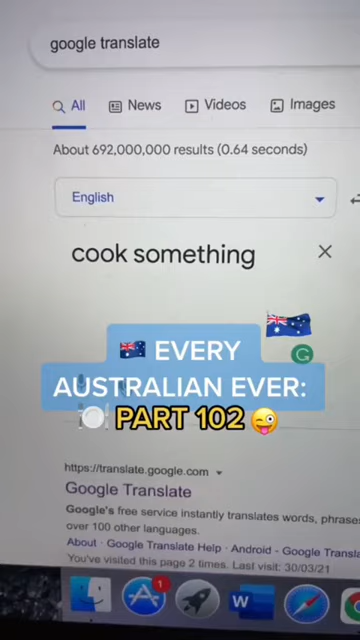 google translate
All News Videos Images
About 692,000,000 results (0.64 seconds)
English
cook something
EVERY
AUSTRALIAN EVER:
PART 102
https://translate.google.com
Google Translate
Google's free service instantly translates words, phrases
over 100 other languages.
About · Google Translate Help · Android - Google Transla
You've visited this page 2 times. Last visit: 30/03/21
1
W